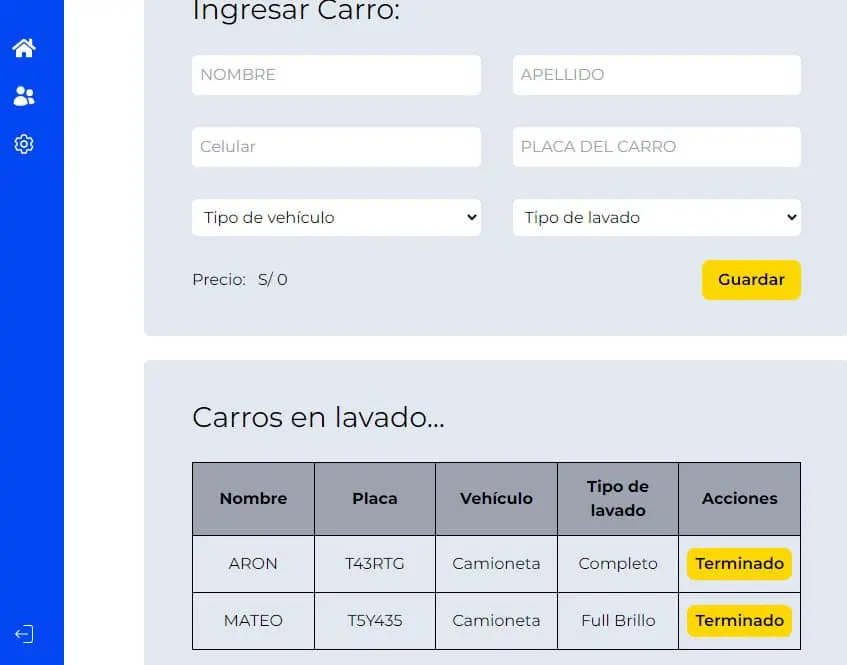 Ingresar Carro:
NOMBRE
APELLIDO
Celular
PLACA DEL CARRO
Tipo de vehículo
Tipo de lavado
Precio: S/ 0
Guardar
Carros en lavado...
Nombre Placa Vehículo Tipo de lavado Acciones
ARON T43RTG Camioneta Completo Terminado
MATEO T5Y435 Camioneta Full Brillo Terminado